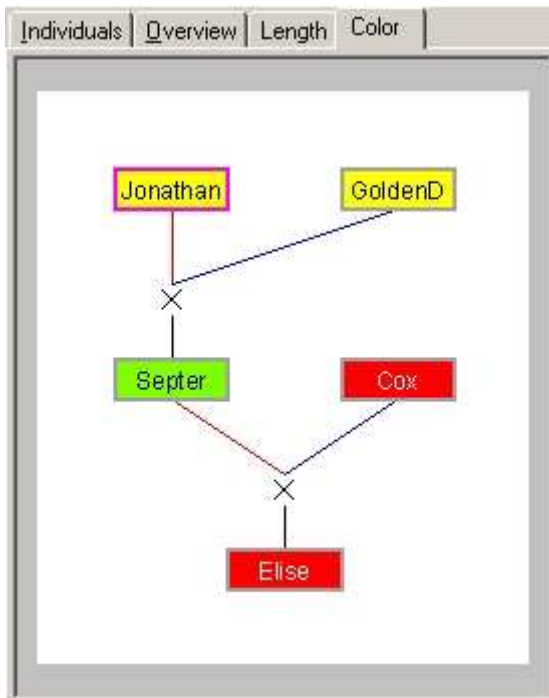 Individuals Overview Length Color
Jonathan GoldenD
Septer Cox
Elise